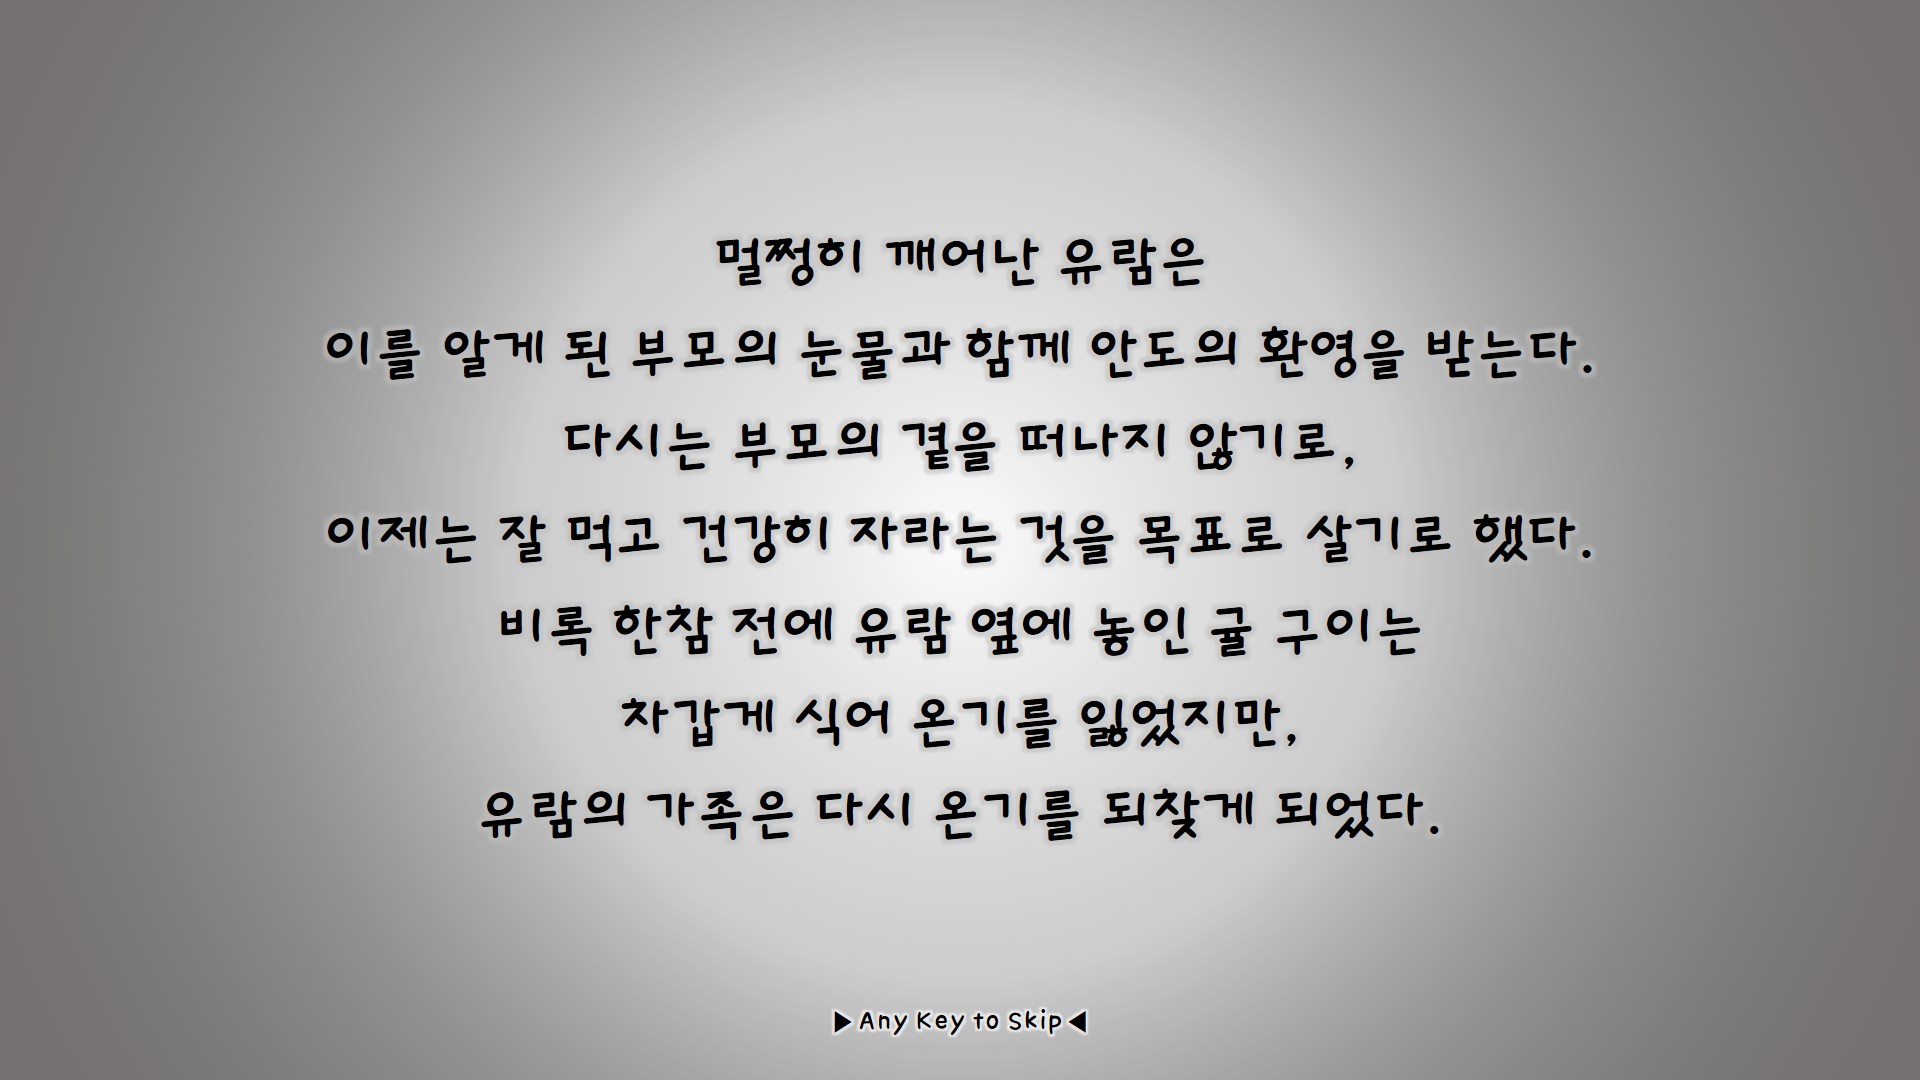 멀쩡히 깨어난 유람은
이를 알게 된 부모의 눈물과 함께 안도의 환영을 받는다.
다시는 부모의 곁을 떠나지 않기로,
이제는 잘 먹고 건강히 자라는 것을 목표로 살기로 했다.
비록 한참 전에 유람 옆에 놓인 귤 구이는
차갑게 식어 온기를 잃었지만,
유람의 가족은 다시 온기를 되찾게 되었다.
▶ Any Key to Skip ◀